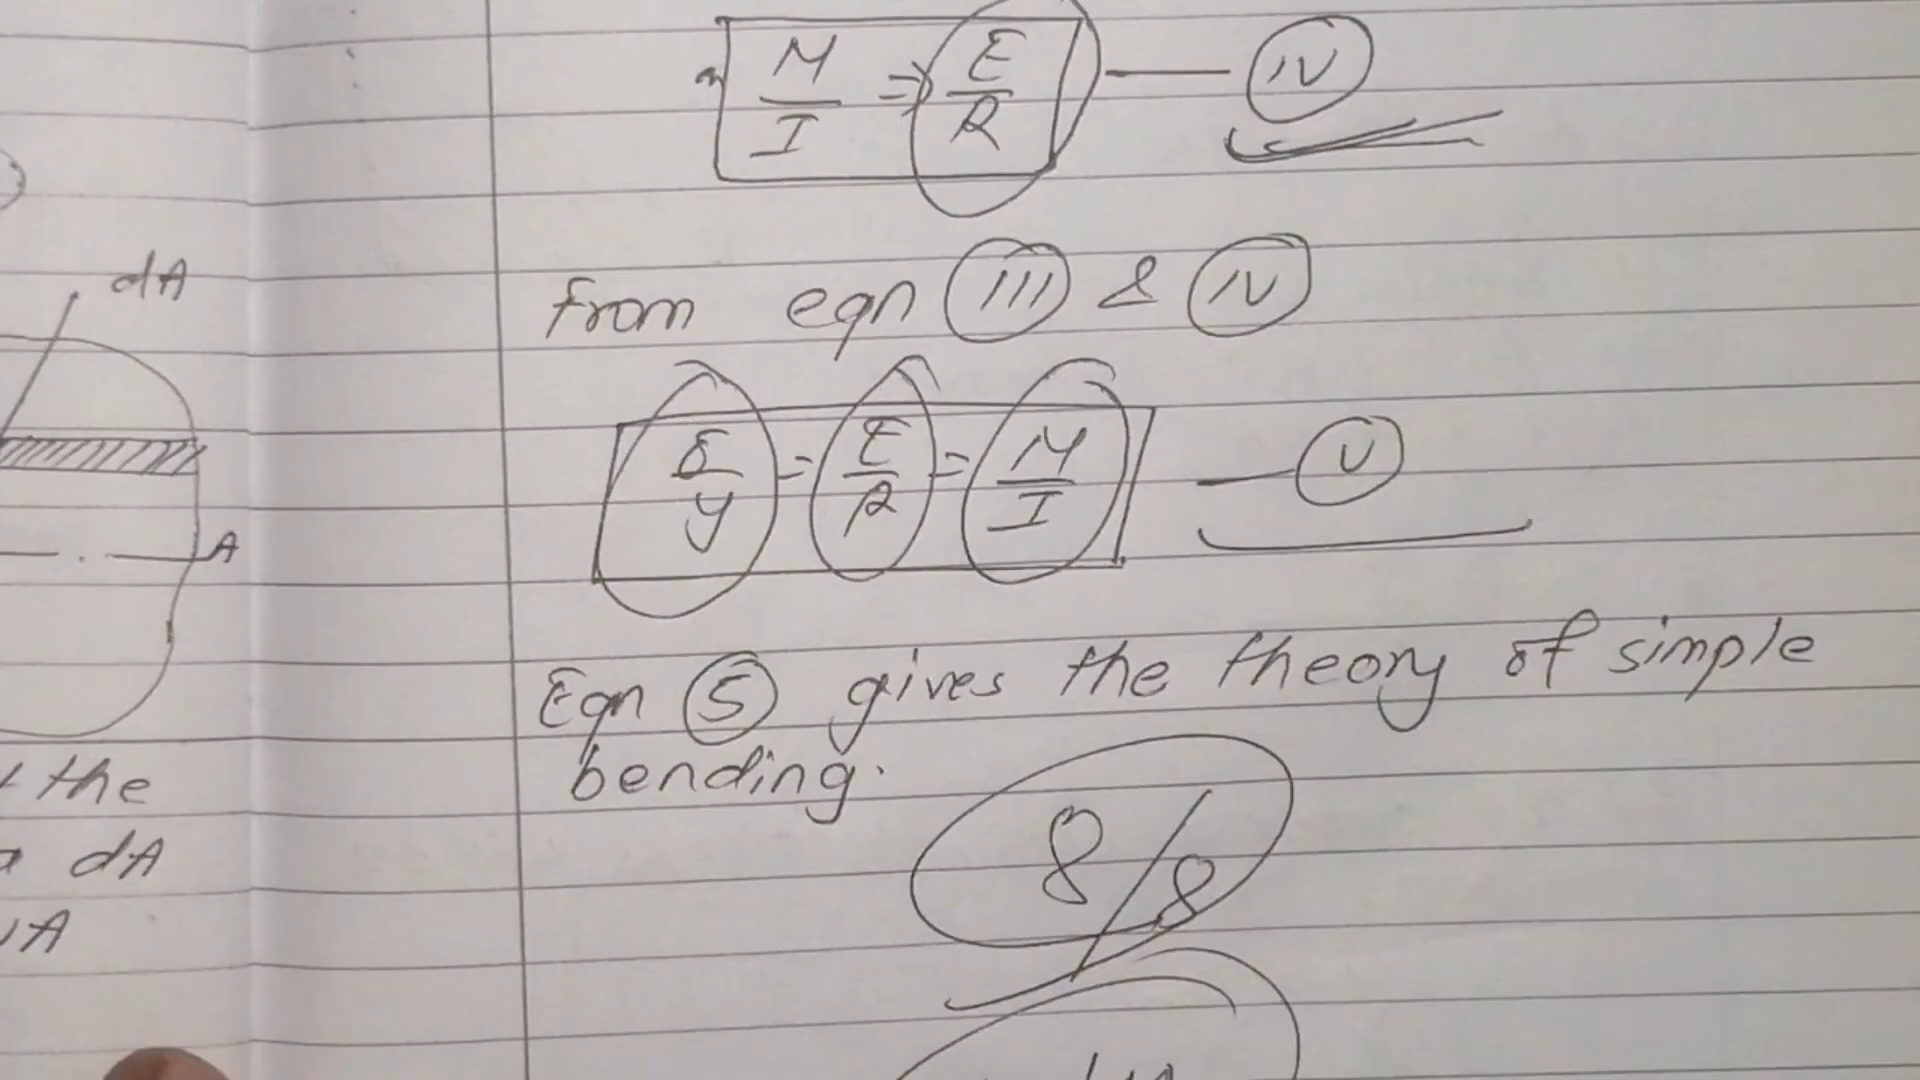 dA
A
the
dA
M/I => E/R — IV
from eqn III & IV
σ/y = E/R = M/I — V
Eqn 5 gives the theory of simple
bending.
8/8